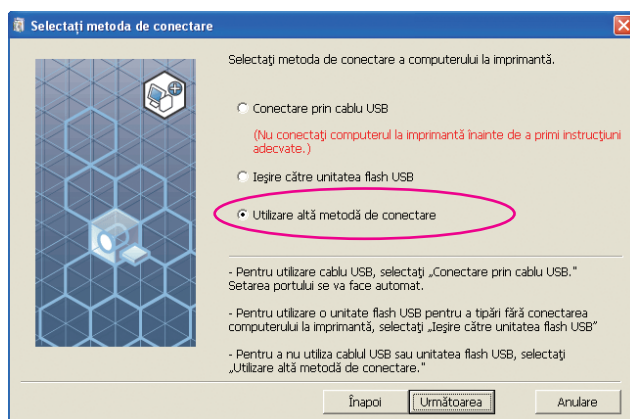 Selectați metoda de conectare
Selectaţi metoda de conectare a computerului la imprimantă.
Conectare prin cablu USB
(Nu conectaţi computerul la imprimantă înainte de a primi instrucţiuni
adecvate.)
Ieşire către unitatea flash USB
Utilizare altă metodă de conectare
- Pentru utilizare cablu USB, selectaţi „Conectare prin cablu USB."
Setarea portului se va face automat.
- Pentru utilizare o unitate flash USB pentru a tipări fără conectarea
computerului la imprimantă, selectaţi „Ieşire către unitatea flash USB”
- Pentru a nu utiliza cablul USB sau unitatea flash USB, selectaţi
„Utilizare altă metodă de conectare."
Înapoi
Următoarea
Anulare